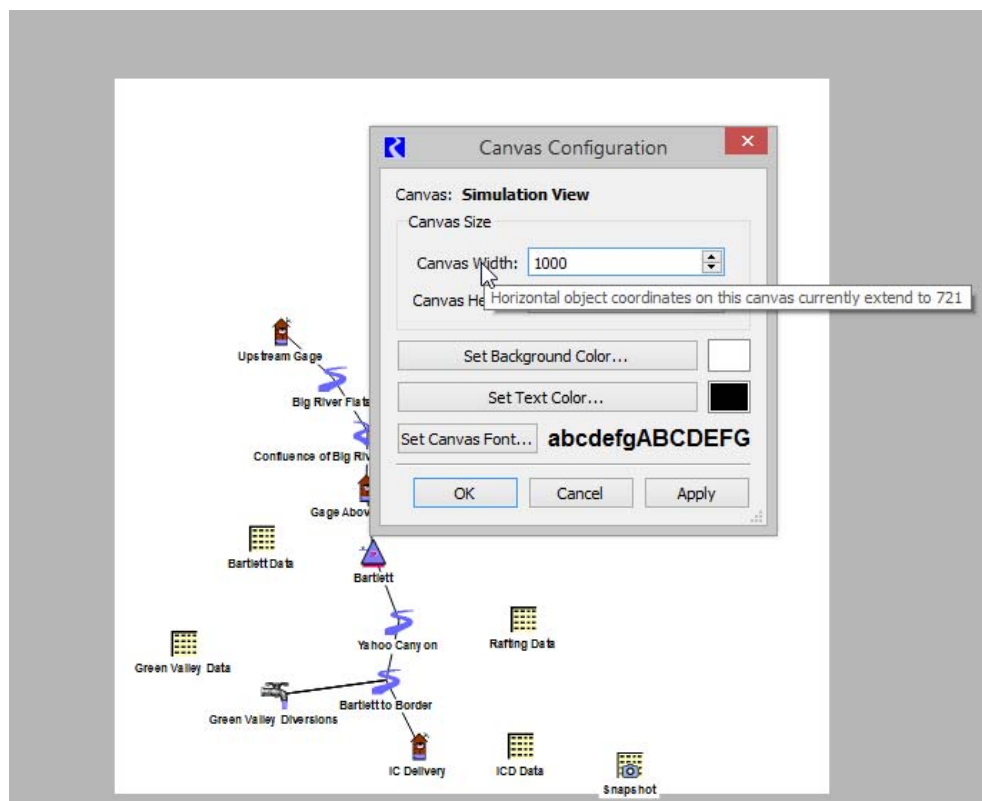 Canvas Configuration
Canvas: Simulation View
Canvas Size
Canvas Width: 1000
Horizontal object coordinates on this canvas currently extend to 721
Canvas He
Set Background Color...
Set Text Color...
Set Canvas Font... abcdefgABCDEFG
OK Cancel Apply
Upstream Gage
Big River Flats
Confluence of Big Riv
Gage Abov
Bartlett Data
Bartlett
Yahoo Canyon
Rafting Data
Green Valley Data
Bartlett to Border
Green Valley Diversions
IC Delivery
ICD Data
Snapshot